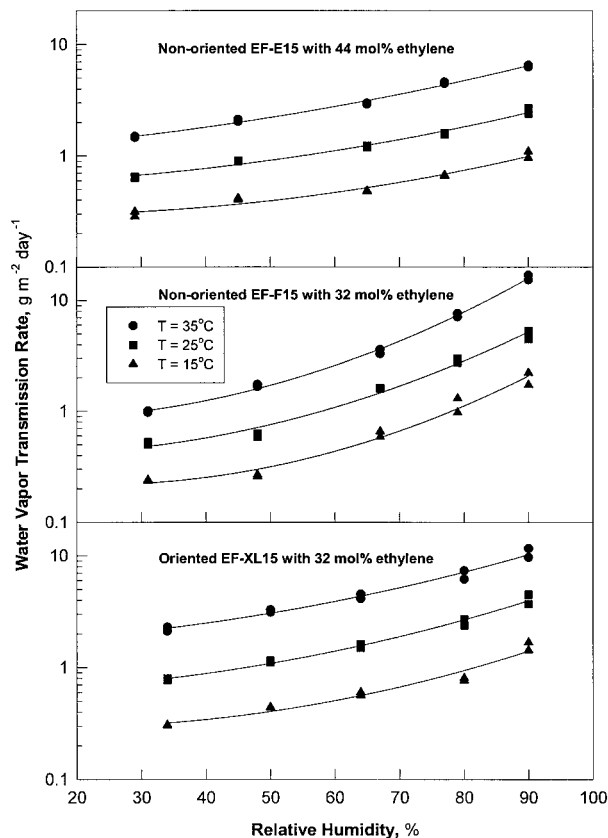 Water Vapor Transmission Rate, g m⁻² day⁻¹
10
Non-oriented EF-E15 with 44 mol% ethylene
1
0.1
Non-oriented EF-F15 with 32 mol% ethylene
10
T = 35°C
T = 25°C
T = 15°C
1
0.1
Oriented EF-XL15 with 32 mol% ethylene
10
1
0.1
20 30 40 50 60 70 80 90 100
Relative Humidity, %